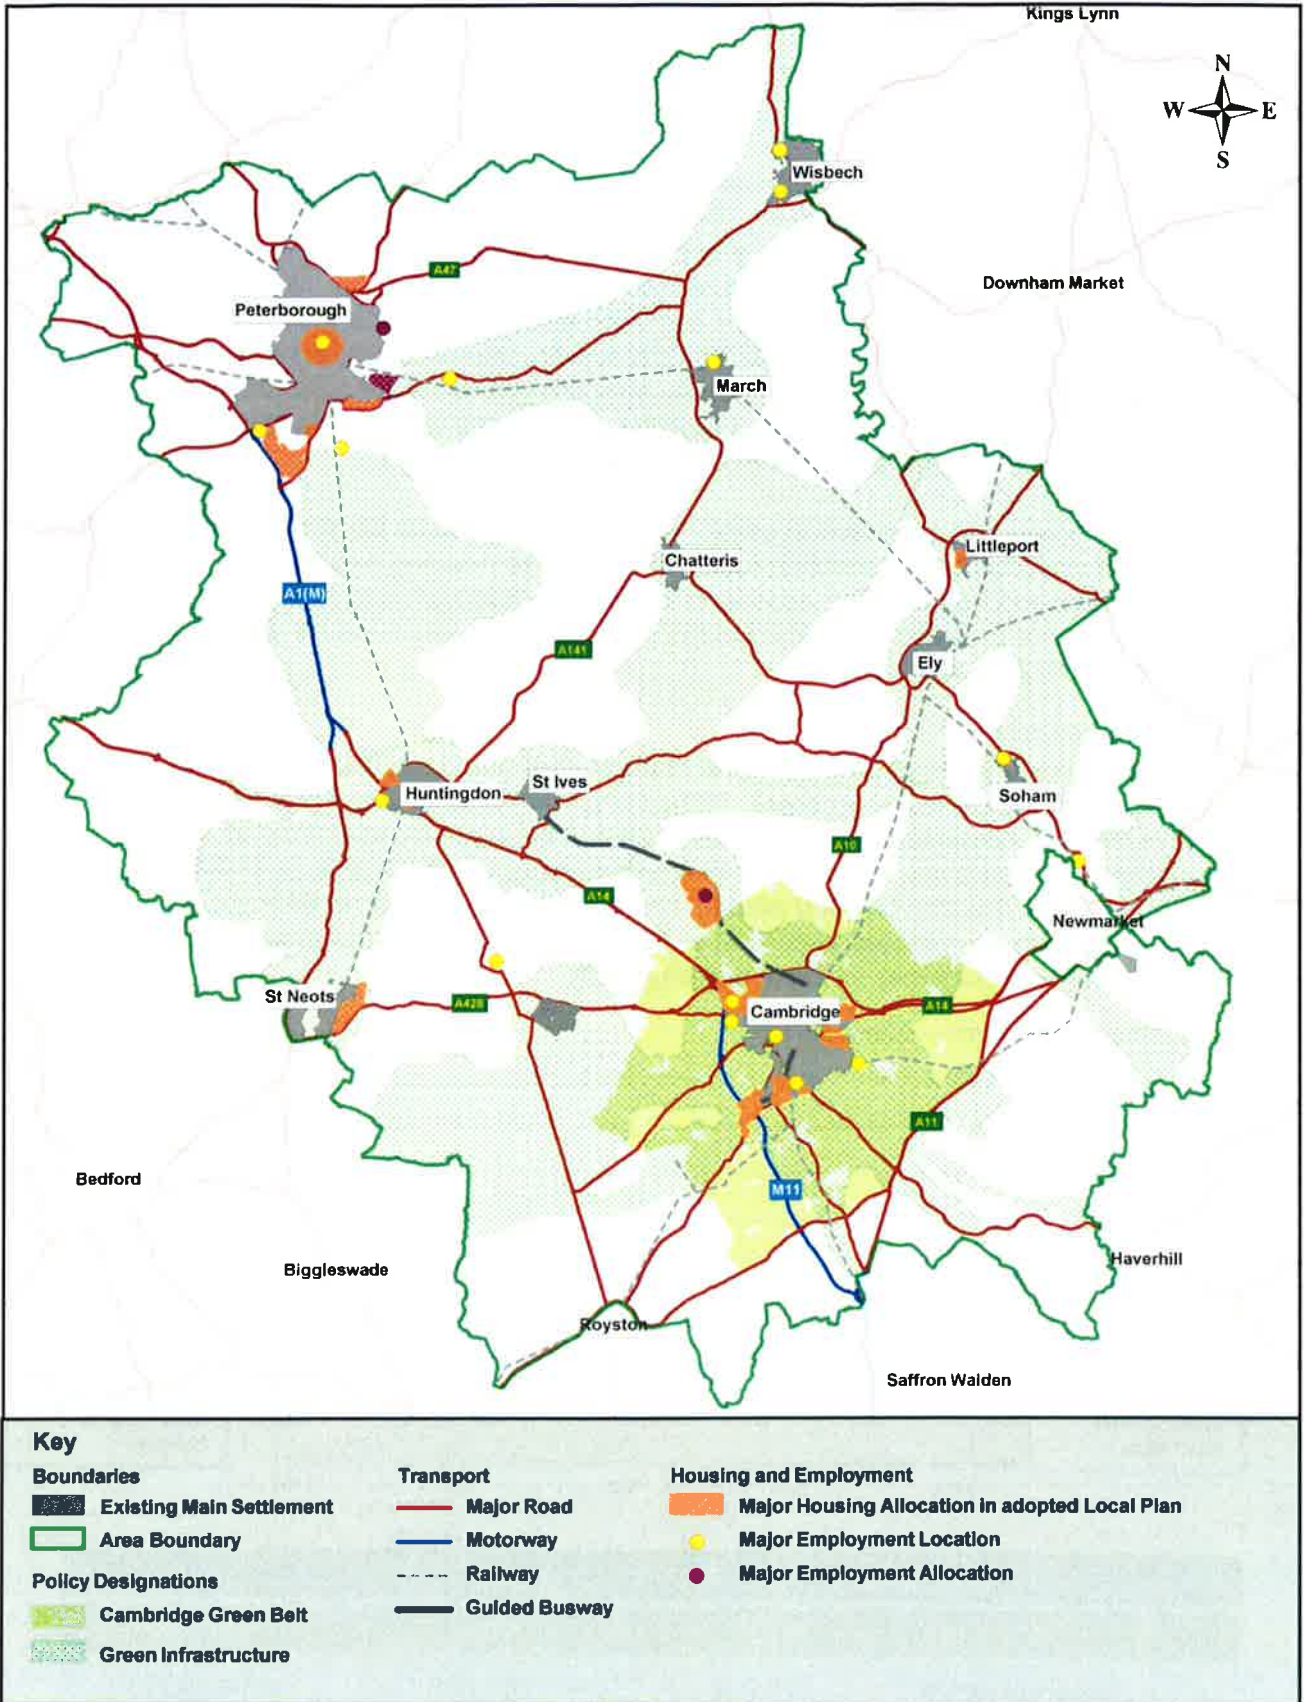 Kings Lynn
N
W E
S
Wisbech
A47
Downham Market
Peterborough
March
Littleport
Chatteris
A1(M)
A141
Ely
St Ives
Huntingdon
Soham
A10
A14
Newmarket
St Neots
A428
A14
Cambridge
A11
Bedford
M11
Haverhill
Biggleswade
Royston
Saffron Walden
Key
Boundaries
Existing Main Settlement
Area Boundary
Policy Designations
Cambridge Green Belt
Green Infrastructure
Transport
Major Road
Motorway
Railway
Guided Busway
Housing and Employment
Major Housing Allocation in adopted Local Plan
Major Employment Location
Major Employment Allocation